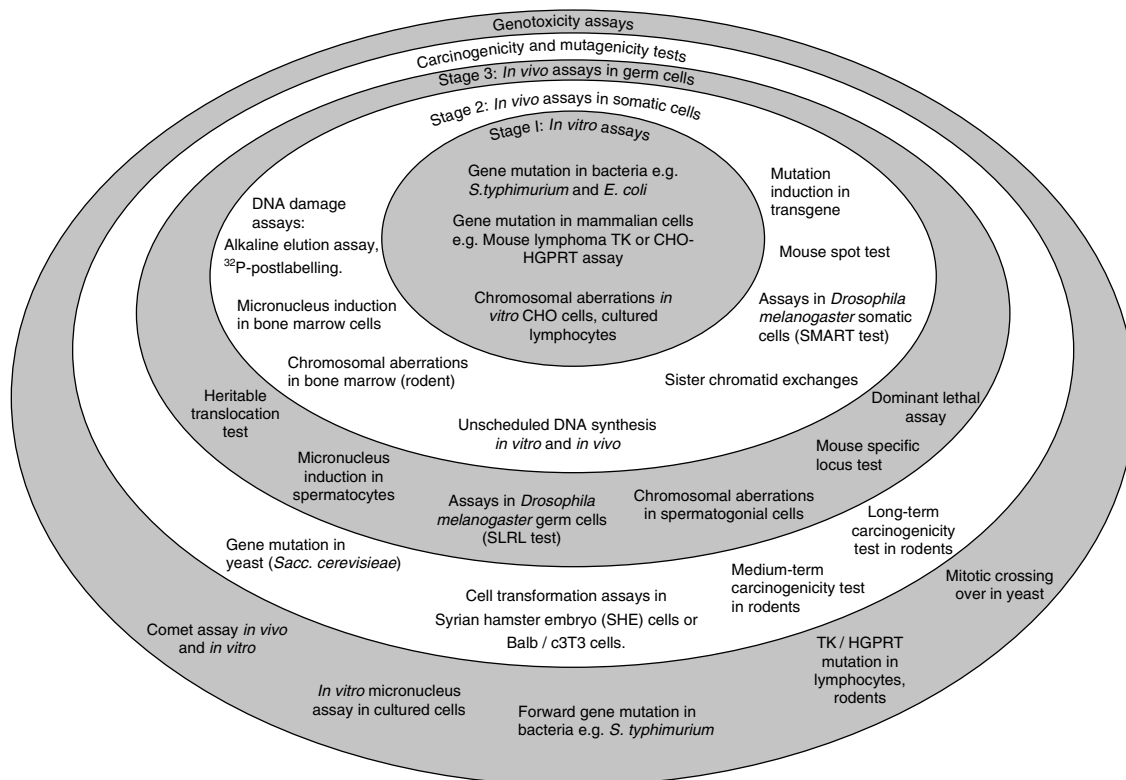 Genotoxicity assays
Carcinogenicity and mutagenicity tests
Stage 3: In vivo assays in germ cells
Stage 2: In vivo assays in somatic cells
Stage I: In vitro assays
Gene mutation in bacteria e.g.
S.typhimurium and E. coli
Gene mutation in mammalian cells
e.g. Mouse lymphoma TK or CHO-
HGPRT assay
Chromosomal aberrations in
vitro CHO cells, cultured
lymphocytes
DNA damage
assays:
Alkaline elution assay,
32P-postlabelling.
Micronucleus induction
in bone marrow cells
Chromosomal aberrations
in bone marrow (rodent)
Unscheduled DNA synthesis
in vitro and in vivo
Mutation
induction in
transgene
Mouse spot test
Assays in Drosophila
melanogaster somatic
cells (SMART test)
Sister chromatid exchanges
Heritable
translocation
test
Micronucleus
induction in
spermatocytes
Assays in Drosophila
melanogaster germ cells
(SLRL test)
Chromosomal aberrations
in spermatogonial cells
Mouse specific
locus test
Dominant lethal
assay
Gene mutation in
yeast (Sacc. cerevisieae)
Cell transformation assays in
Syrian hamster embryo (SHE) cells or
Balb / c3T3 cells.
Medium-term
carcinogenicity test
in rodents
Long-term
carcinogenicity
test in rodents
Comet assay in vivo
and in vitro
In vitro micronucleus
assay in cultured cells
Forward gene mutation in
bacteria e.g. S. typhimurium
TK / HGPRT
mutation in
lymphocytes,
rodents
Mitotic crossing
over in yeast